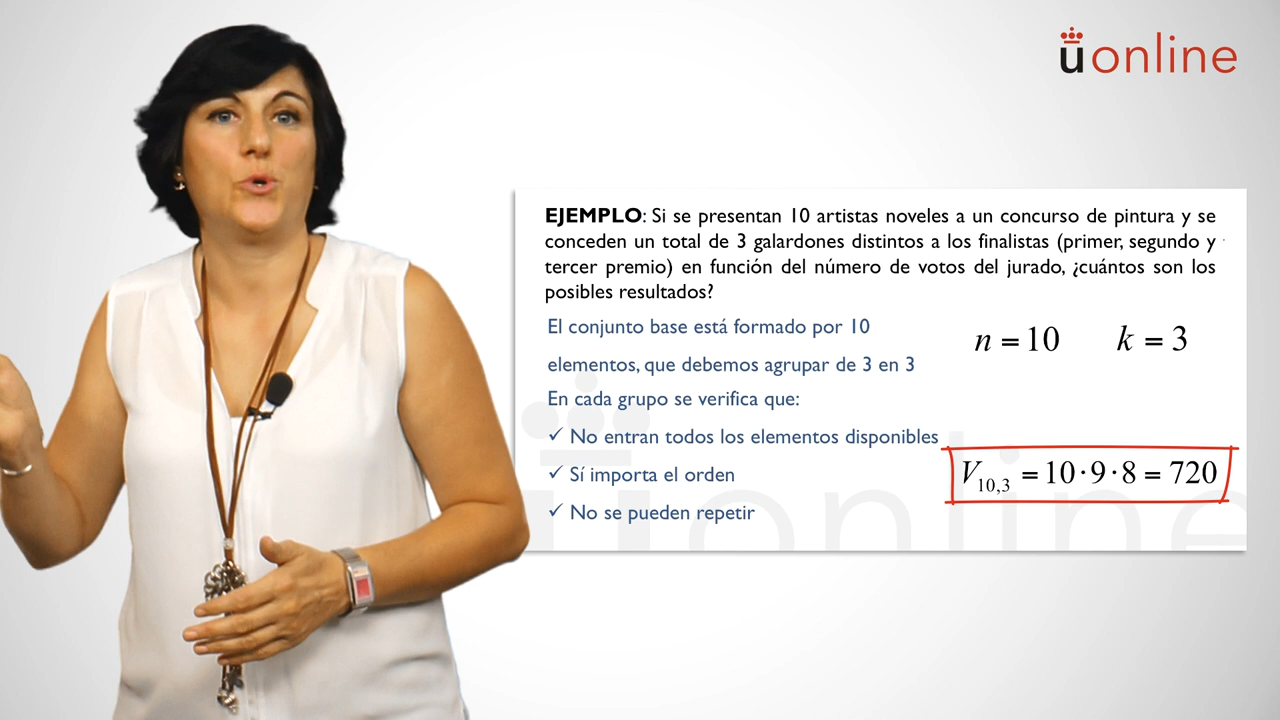 uonline
EJEMPLO: Si se presentan 10 artistas noveles a un concurso de pintura y se
conceden un total de 3 galardones distintos a los finalistas (primer, segundo y
tercer premio) en función del número de votos del jurado, ¿cuántos son los
posibles resultados?
El conjunto base está formado por 10
elementos, que debemos agrupar de 3 en 3
n = 10 k = 3
En cada grupo se verifica que:
✓ No entran todos los elementos disponibles
✓ Sí importa el orden
✓ No se pueden repetir
V₁₀,₃ = 10 · 9 · 8 = 720
uonline